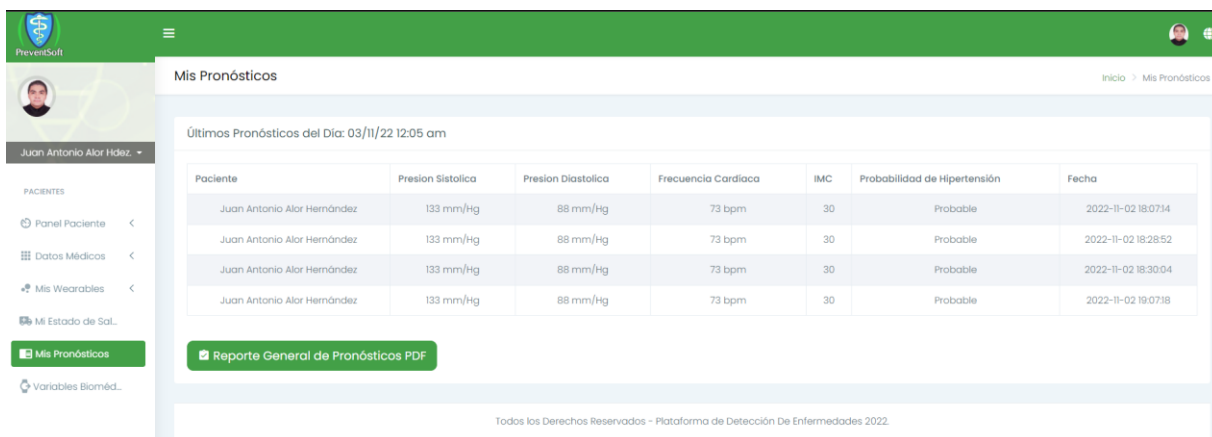 PreventSoft
Juan Antonio Alor Hdez.
PACIENTES
Panel Paciente
Datos Médicos
Mis Wearables
Mi Estado de Sal...
Mis Pronósticos
Variables Bioméd...
Mis Pronósticos
Inicio > Mis Pronósticos
Últimos Pronósticos del Día: 03/11/22 12:05 am
Paciente Presion Sistolica Presion Diastolica Frecuencia Cardiaca IMC Probabilidad de Hipertensión Fecha
Juan Antonio Alor Hernández 133 mm/Hg 88 mm/Hg 73 bpm 30 Probable 2022-11-02 18:07:14
Juan Antonio Alor Hernández 133 mm/Hg 88 mm/Hg 73 bpm 30 Probable 2022-11-02 18:28:52
Juan Antonio Alor Hernández 133 mm/Hg 88 mm/Hg 73 bpm 30 Probable 2022-11-02 18:30:04
Juan Antonio Alor Hernández 133 mm/Hg 88 mm/Hg 73 bpm 30 Probable 2022-11-02 19:07:18
Reporte General de Pronósticos PDF
Todos los Derechos Reservados - Plataforma de Detección De Enfermedades 2022.